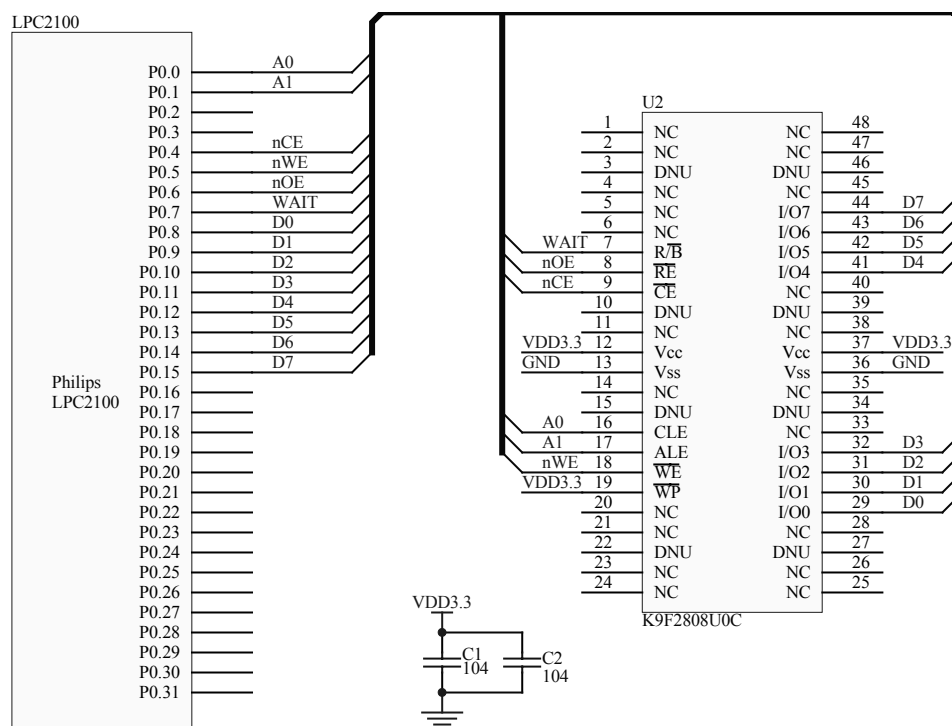 LPC2100
P0.0 A0
P0.1 A1
P0.2
P0.3
P0.4 nCE
P0.5 nWE
P0.6 nOE
P0.7 WAIT
P0.8 D0
P0.9 D1
P0.10 D2
P0.11 D3
P0.12 D4
P0.13 D5
P0.14 D6
P0.15 D7
P0.16
P0.17
P0.18
P0.19
P0.20
P0.21
P0.22
P0.23
P0.24
P0.25
P0.26
P0.27
P0.28
P0.29
P0.30
P0.31
Philips
LPC2100
U2
1 NC NC 48
2 NC NC 47
3 DNU DNU 46
4 NC NC 45
5 NC I/O7 44 D7
6 NC I/O6 43 D6
WAIT 7 R/B I/O5 42 D5
nOE 8 RE I/O4 41 D4
nCE 9 CE NC 40
10 DNU DNU 39
11 NC NC 38
VDD3.3 12 Vcc Vcc 37 VDD3.3
GND 13 Vss Vss 36 GND
14 NC NC 35
15 DNU DNU 34
A0 16 CLE NC 33
A1 17 ALE I/O3 32 D3
nWE 18 WE I/O2 31 D2
VDD3.3 19 WP I/O1 30 D1
20 NC I/O0 29 D0
21 NC NC 28
22 DNU DNU 27
23 NC NC 26
24 NC NC 25
K9F2808U0C
VDD3.3
C1
104
C2
104